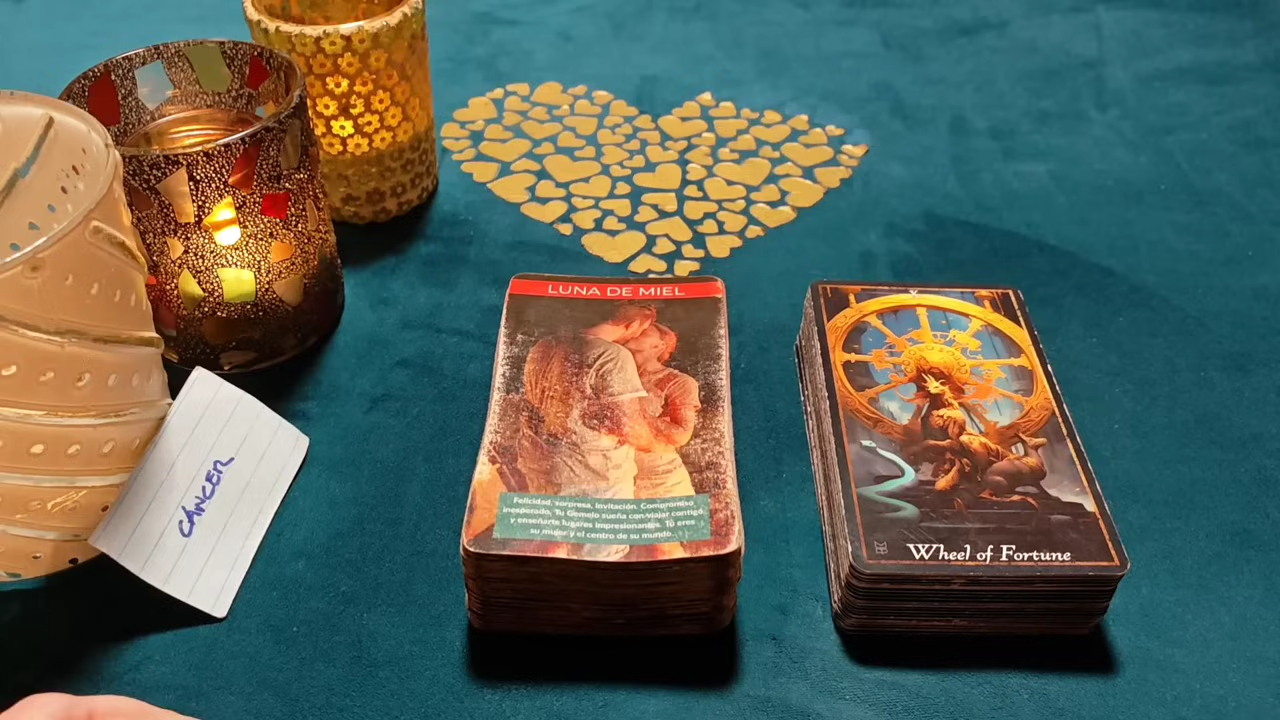 LUNA DE MIEL
Felicidad, sorpresa, invitación. Compromiso
inesperado, Tu Gemelo sueña con viajar contigo
y enseñarte lugares impresionantes. Tú eres
su mujer y el centro de su mundo.
X
Wheel of Fortune
CANCER